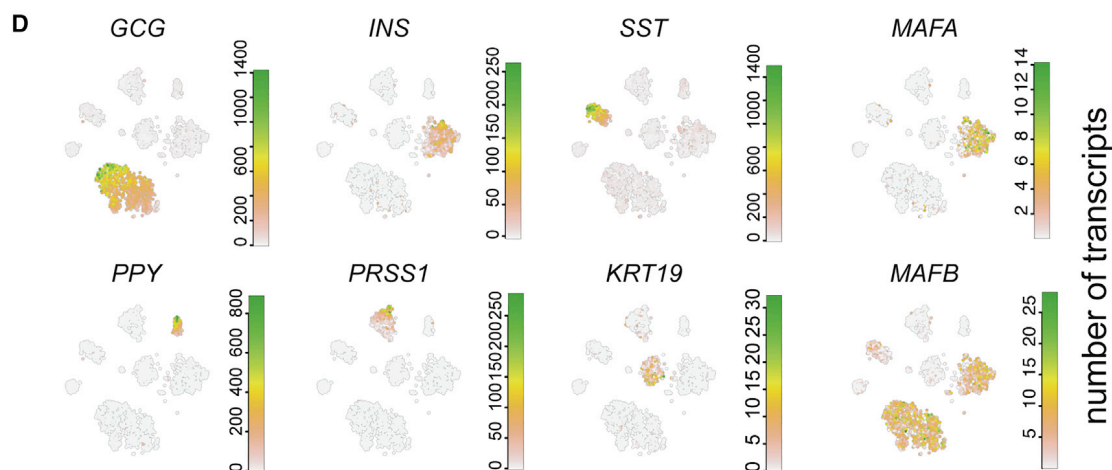 D
GCG INS SST MAFA
0 200 600 1000 1400
0 50 100 150 200 250
0 200 400 600 1000 1400
2 4 6 8 10 12 14
number of transcripts
PPY PRSS1 KRT19 MAFB
0 200 400 600 800
0 50 100 150 200 250
0 5 10 15 20 25 30
5 10 15 20 25